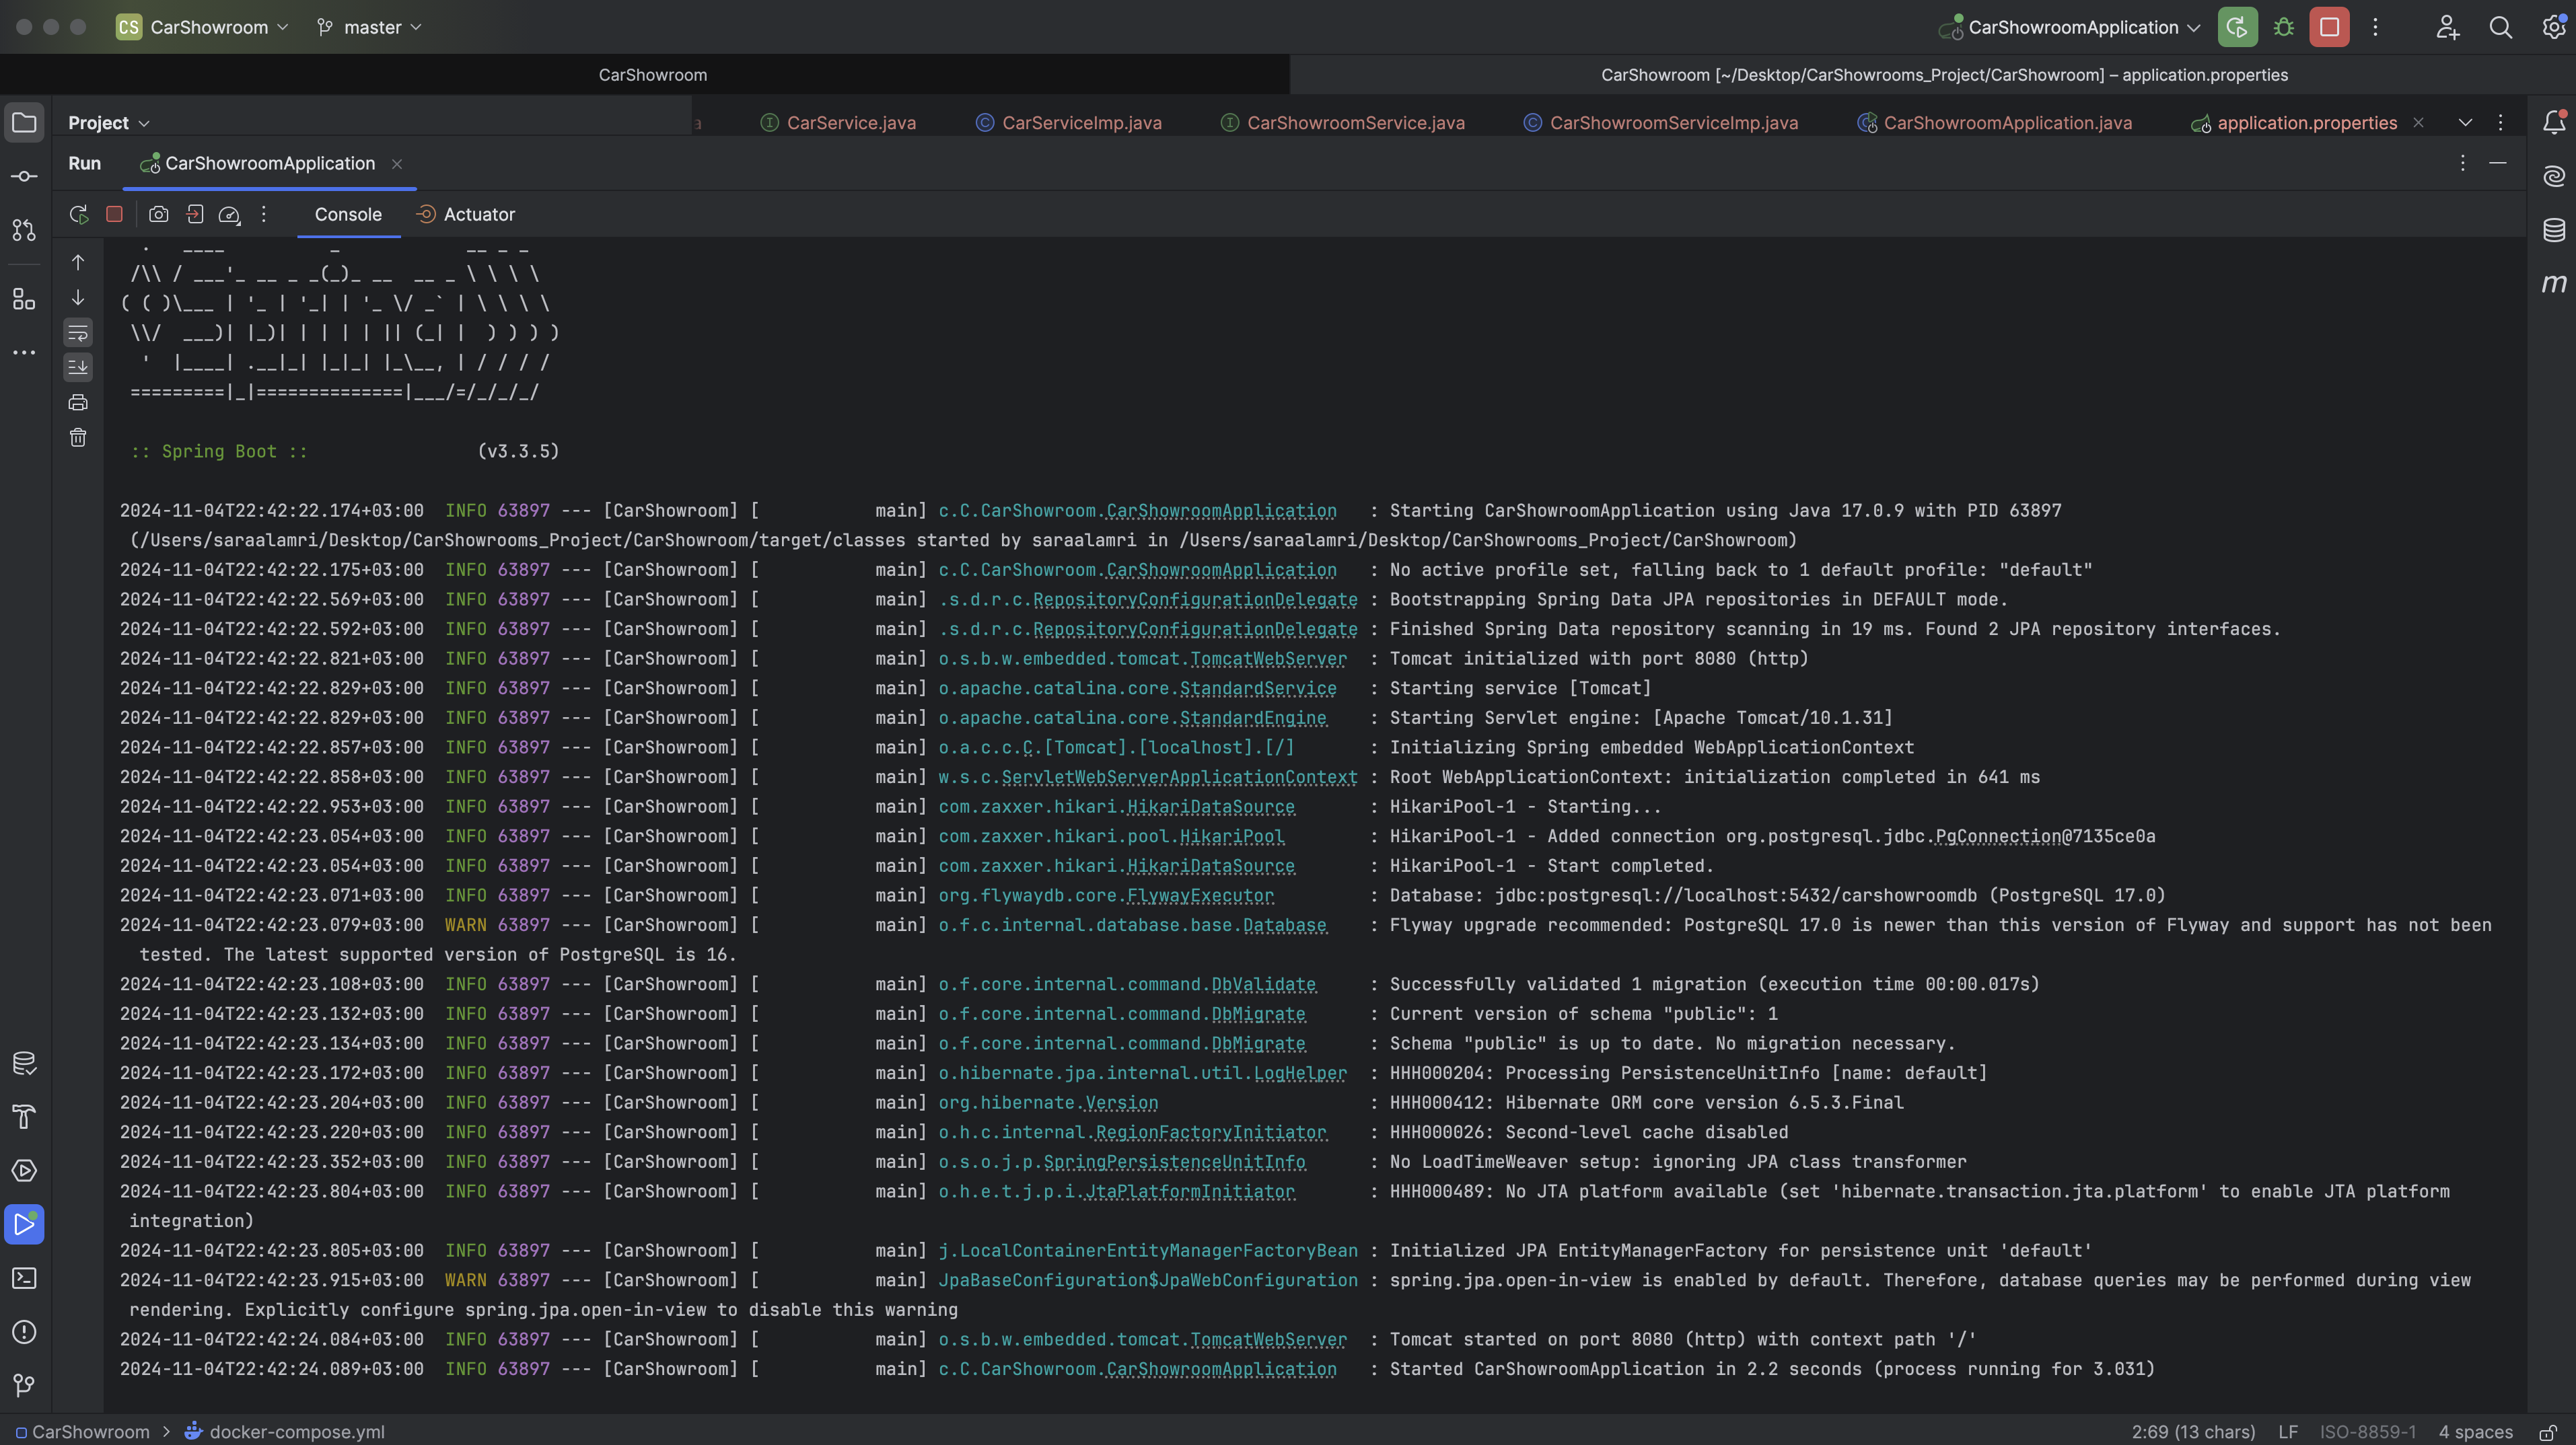 CS CarShowroom master CarShowroomApplication
CarShowroom CarShowroom [~/Desktop/CarShowrooms_Project/CarShowroom] – application.properties
Project a CarService.java CarServiceImp.java CarShowroomService.java CarShowroomServiceImp.java CarShowroomApplication.java application.properties
Run CarShowroomApplication
Console Actuator
  .   ____          _            __ _ _
 /\\ / ___'_ __ _ _(_)_ __  __ _ \ \ \ \
( ( )\___ | '_ | '_| | '_ \/ _` | \ \ \ \
 \\/  ___)| |_)| | | | | || (_| |  ) ) ) )
  '  |____| .__|_| |_|_| |_\__, | / / / /
 =========|_|==============|___/=/_/_/_/
:: Spring Boot :: (v3.3.5)
2024-11-04T22:42:22.174+03:00 INFO 63897 --- [CarShowroom] [ main] c.C.CarShowroom.CarShowroomApplication : Starting CarShowroomApplication using Java 17.0.9 with PID 63897
(/Users/saraalamri/Desktop/CarShowrooms_Project/CarShowroom/target/classes started by saraalamri in /Users/saraalamri/Desktop/CarShowrooms_Project/CarShowroom)
2024-11-04T22:42:22.175+03:00 INFO 63897 --- [CarShowroom] [ main] c.C.CarShowroom.CarShowroomApplication : No active profile set, falling back to 1 default profile: "default"
2024-11-04T22:42:22.569+03:00 INFO 63897 --- [CarShowroom] [ main] .s.d.r.c.RepositoryConfigurationDelegate : Bootstrapping Spring Data JPA repositories in DEFAULT mode.
2024-11-04T22:42:22.592+03:00 INFO 63897 --- [CarShowroom] [ main] .s.d.r.c.RepositoryConfigurationDelegate : Finished Spring Data repository scanning in 19 ms. Found 2 JPA repository interfaces.
2024-11-04T22:42:22.821+03:00 INFO 63897 --- [CarShowroom] [ main] o.s.b.w.embedded.tomcat.TomcatWebServer : Tomcat initialized with port 8080 (http)
2024-11-04T22:42:22.829+03:00 INFO 63897 --- [CarShowroom] [ main] o.apache.catalina.core.StandardService : Starting service [Tomcat]
2024-11-04T22:42:22.829+03:00 INFO 63897 --- [CarShowroom] [ main] o.apache.catalina.core.StandardEngine : Starting Servlet engine: [Apache Tomcat/10.1.31]
2024-11-04T22:42:22.857+03:00 INFO 63897 --- [CarShowroom] [ main] o.a.c.c.C.[Tomcat].[localhost].[/] : Initializing Spring embedded WebApplicationContext
2024-11-04T22:42:22.858+03:00 INFO 63897 --- [CarShowroom] [ main] w.s.c.ServletWebServerApplicationContext : Root WebApplicationContext: initialization completed in 641 ms
2024-11-04T22:42:22.953+03:00 INFO 63897 --- [CarShowroom] [ main] com.zaxxer.hikari.HikariDataSource : HikariPool-1 - Starting...
2024-11-04T22:42:23.054+03:00 INFO 63897 --- [CarShowroom] [ main] com.zaxxer.hikari.pool.HikariPool : HikariPool-1 - Added connection org.postgresql.jdbc.PgConnection@7135ce0a
2024-11-04T22:42:23.054+03:00 INFO 63897 --- [CarShowroom] [ main] com.zaxxer.hikari.HikariDataSource : HikariPool-1 - Start completed.
2024-11-04T22:42:23.071+03:00 INFO 63897 --- [CarShowroom] [ main] org.flywaydb.core.FlywayExecutor : Database: jdbc:postgresql://localhost:5432/carshowroomdb (PostgreSQL 17.0)
2024-11-04T22:42:23.079+03:00 WARN 63897 --- [CarShowroom] [ main] o.f.c.internal.database.base.Database : Flyway upgrade recommended: PostgreSQL 17.0 is newer than this version of Flyway and support has not been
tested. The latest supported version of PostgreSQL is 16.
2024-11-04T22:42:23.108+03:00 INFO 63897 --- [CarShowroom] [ main] o.f.core.internal.command.DbValidate : Successfully validated 1 migration (execution time 00:00.017s)
2024-11-04T22:42:23.132+03:00 INFO 63897 --- [CarShowroom] [ main] o.f.core.internal.command.DbMigrate : Current version of schema "public": 1
2024-11-04T22:42:23.134+03:00 INFO 63897 --- [CarShowroom] [ main] o.f.core.internal.command.DbMigrate : Schema "public" is up to date. No migration necessary.
2024-11-04T22:42:23.172+03:00 INFO 63897 --- [CarShowroom] [ main] o.hibernate.jpa.internal.util.LogHelper : HHH000204: Processing PersistenceUnitInfo [name: default]
2024-11-04T22:42:23.204+03:00 INFO 63897 --- [CarShowroom] [ main] org.hibernate.Version : HHH000412: Hibernate ORM core version 6.5.3.Final
2024-11-04T22:42:23.220+03:00 INFO 63897 --- [CarShowroom] [ main] o.h.c.internal.RegionFactoryInitiator : HHH000026: Second-level cache disabled
2024-11-04T22:42:23.352+03:00 INFO 63897 --- [CarShowroom] [ main] o.s.o.j.p.SpringPersistenceUnitInfo : No LoadTimeWeaver setup: ignoring JPA class transformer
2024-11-04T22:42:23.804+03:00 INFO 63897 --- [CarShowroom] [ main] o.h.e.t.j.p.i.JtaPlatformInitiator : HHH000489: No JTA platform available (set 'hibernate.transaction.jta.platform' to enable JTA platform
integration)
2024-11-04T22:42:23.805+03:00 INFO 63897 --- [CarShowroom] [ main] j.LocalContainerEntityManagerFactoryBean : Initialized JPA EntityManagerFactory for persistence unit 'default'
2024-11-04T22:42:23.915+03:00 WARN 63897 --- [CarShowroom] [ main] JpaBaseConfiguration$JpaWebConfiguration : spring.jpa.open-in-view is enabled by default. Therefore, database queries may be performed during view
rendering. Explicitly configure spring.jpa.open-in-view to disable this warning
2024-11-04T22:42:24.084+03:00 INFO 63897 --- [CarShowroom] [ main] o.s.b.w.embedded.tomcat.TomcatWebServer : Tomcat started on port 8080 (http) with context path '/'
2024-11-04T22:42:24.089+03:00 INFO 63897 --- [CarShowroom] [ main] c.C.CarShowroom.CarShowroomApplication : Started CarShowroomApplication in 2.2 seconds (process running for 3.031)
CarShowroom > docker-compose.yml 2:69 (13 chars) LF ISO-8859-1 4 spaces